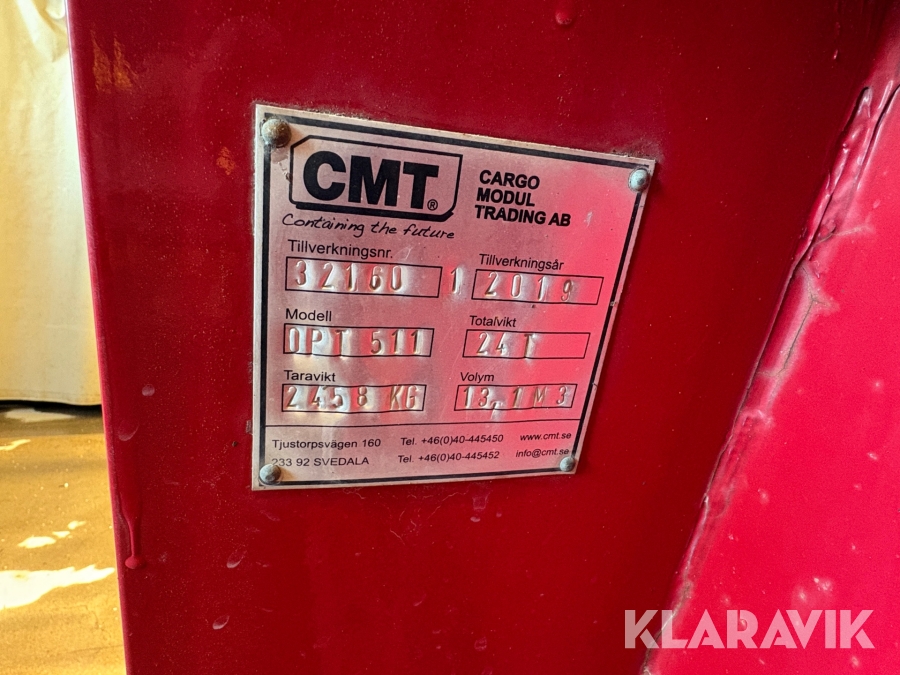 CMT®
CARGO
MODUL
TRADING AB
Containing the future
Tillverkningsnr.
32160 1
Tillverkningsår
2019
Modell
OPT 511
Totalvikt
24 T
Taravikt
2458 KG
Volym
13,1 M3
Tjustorpsvägen 160 Tel. +46(0)40-445450 www.cmt.se
233 92 SVEDALA Tel. +46(0)40-445452 info@cmt.se
KLARAVIK